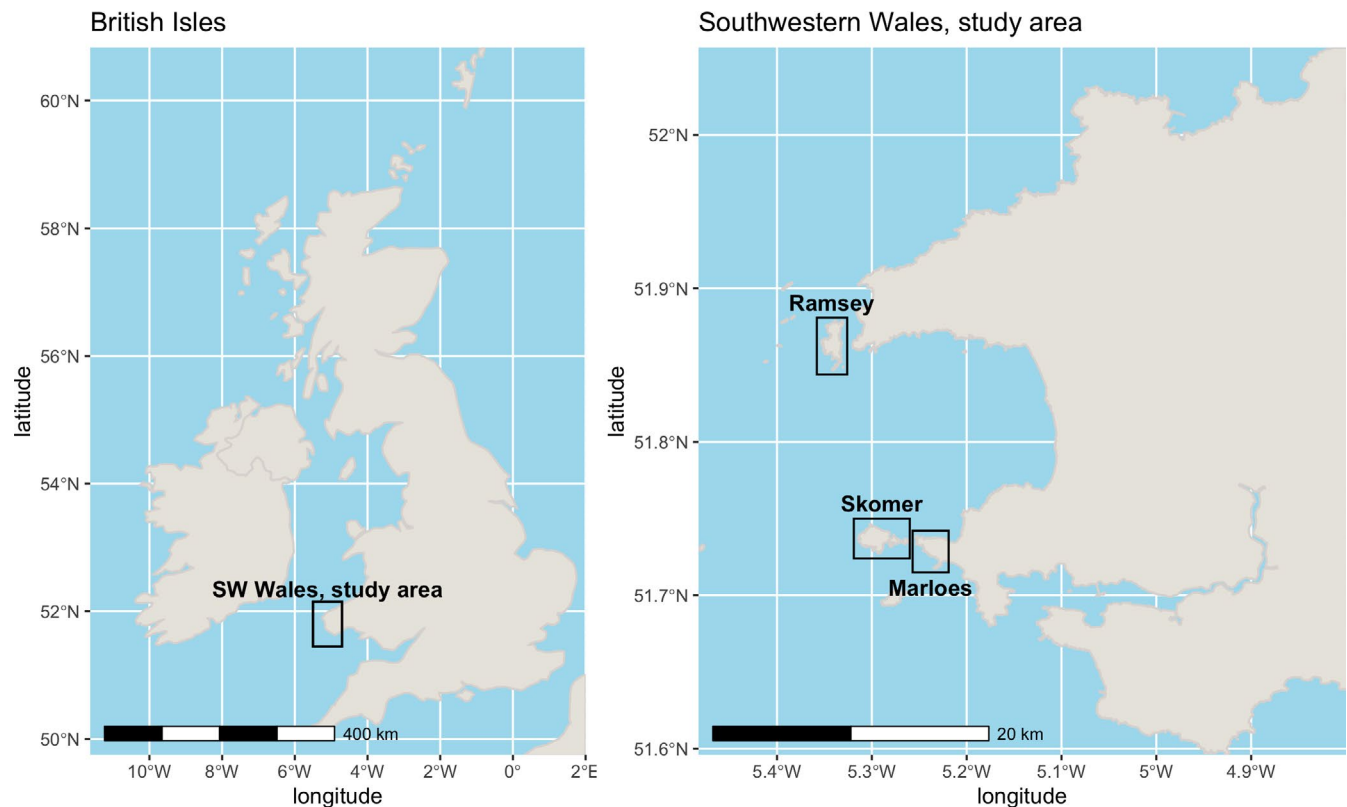 British Isles
60°N
58°N
56°N
54°N
52°N
50°N
latitude
SW Wales, study area
400 km
10°W 8°W 6°W 4°W 2°W 0° 2°E
longitude
Southwestern Wales, study area
52°N
51.9°N
51.8°N
51.7°N
51.6°N
latitude
Ramsey
Skomer
Marloes
20 km
5.4°W 5.3°W 5.2°W 5.1°W 5°W 4.9°W
longitude